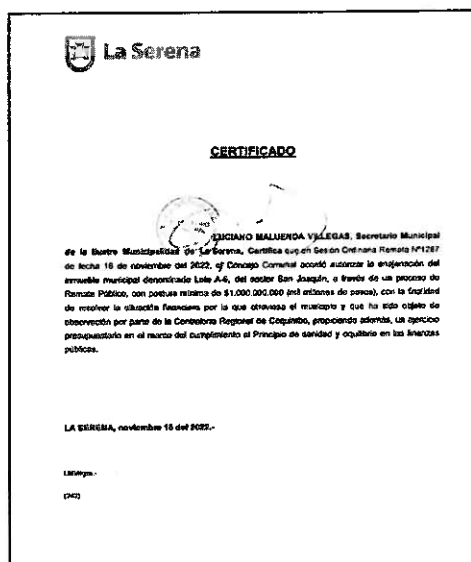 La Serena
CERTIFICADO
LUCIANO MALUENDA VILLEGAS, Secretario Municipal
de la Ilustre Municipalidad de La Serena, Certifica que en Sesión Ordinaria Remota Nº1287
de fecha 16 de noviembre del 2022, el Concejo Comunal acordó autorizar la enajenación del
inmueble municipal denominado Lote A-6, del sector San Joaquín, a través de un proceso de
Remate Público, con postura mínima de $1.000.000.000 (mil millones de pesos), con la finalidad
de resolver la situación financiera por la que atraviesa el municipio y que ha sido objeto de
observación por parte de la Contraloría Regional de Coquimbo, propiciando además, un ejercicio
presupuestario en el marco del cumplimiento al Principio de sanidad y equilibrio en las finanzas
públicas.
LA SERENA, noviembre 16 del 2022.-
(242)